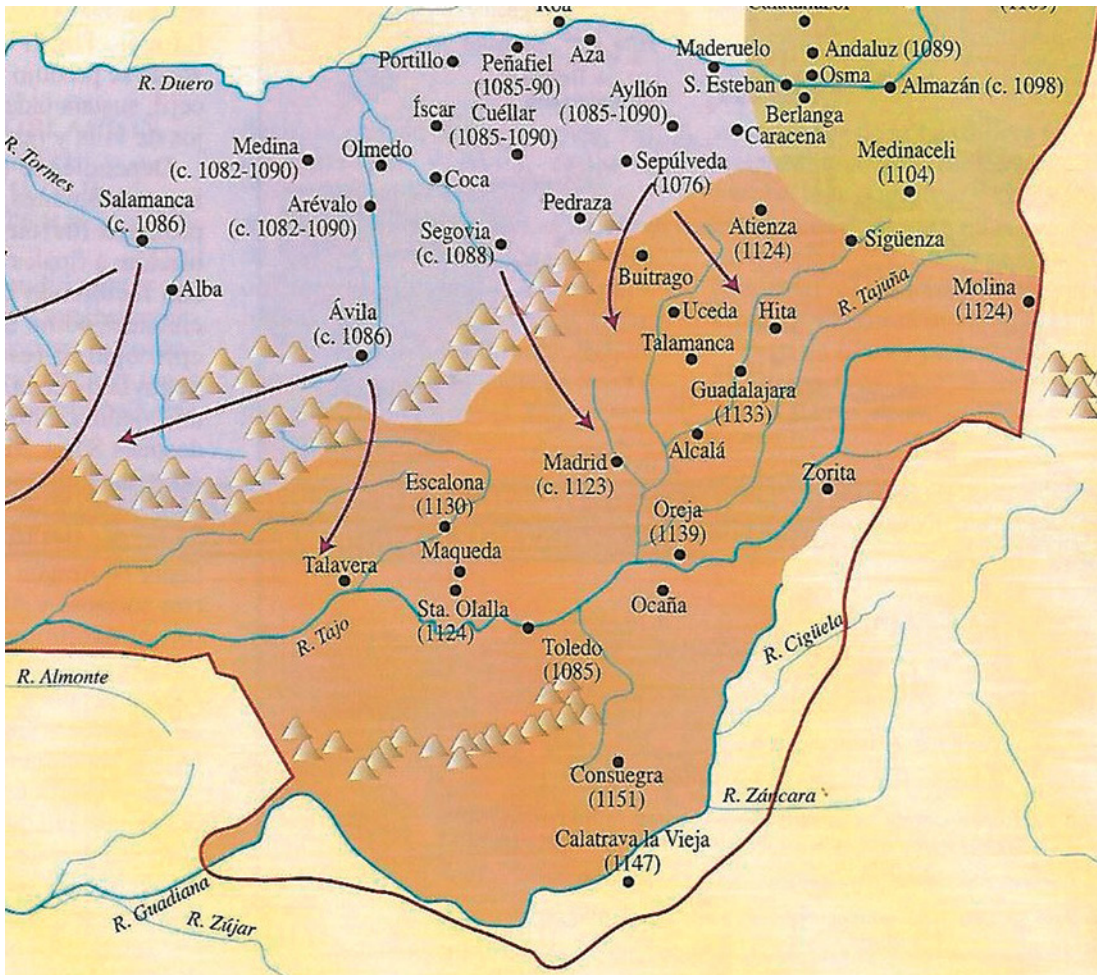 Roa
Calatañazor
(1109)
Portillo
Peñafiel
(1085-90)
Aza
Maderuelo
Andaluz (1089)
Osma
R. Duero
Ayllón
(1085-1090)
S. Esteban
Almazán (c. 1098)
Berlanga
Íscar
Cuéllar
(1085-1090)
Caracena
R. Tormes
Medina
(c. 1082-1090)
Olmedo
Sepúlveda
(1076)
Medinaceli
(1104)
Coca
Salamanca
(c. 1086)
Arévalo
(c. 1082-1090)
Pedraza
Segovia
(c. 1088)
Atienza
(1124)
Sigüenza
Buitrago
Alba
R. Tajuña
Molina
(1124)
Uceda
Hita
Ávila
(c. 1086)
Talamanca
Guadalajara
(1133)
Alcalá
Madrid
(c. 1123)
Zorita
Escalona
(1130)
Oreja
(1139)
Talavera
Maqueda
Ocaña
Sta. Olalla
(1124)
R. Tajo
Toledo
(1085)
R. Cigüela
R. Almonte
Consuegra
(1151)
R. Záncara
Calatrava la Vieja
(1147)
R. Guadiana
R. Zújar